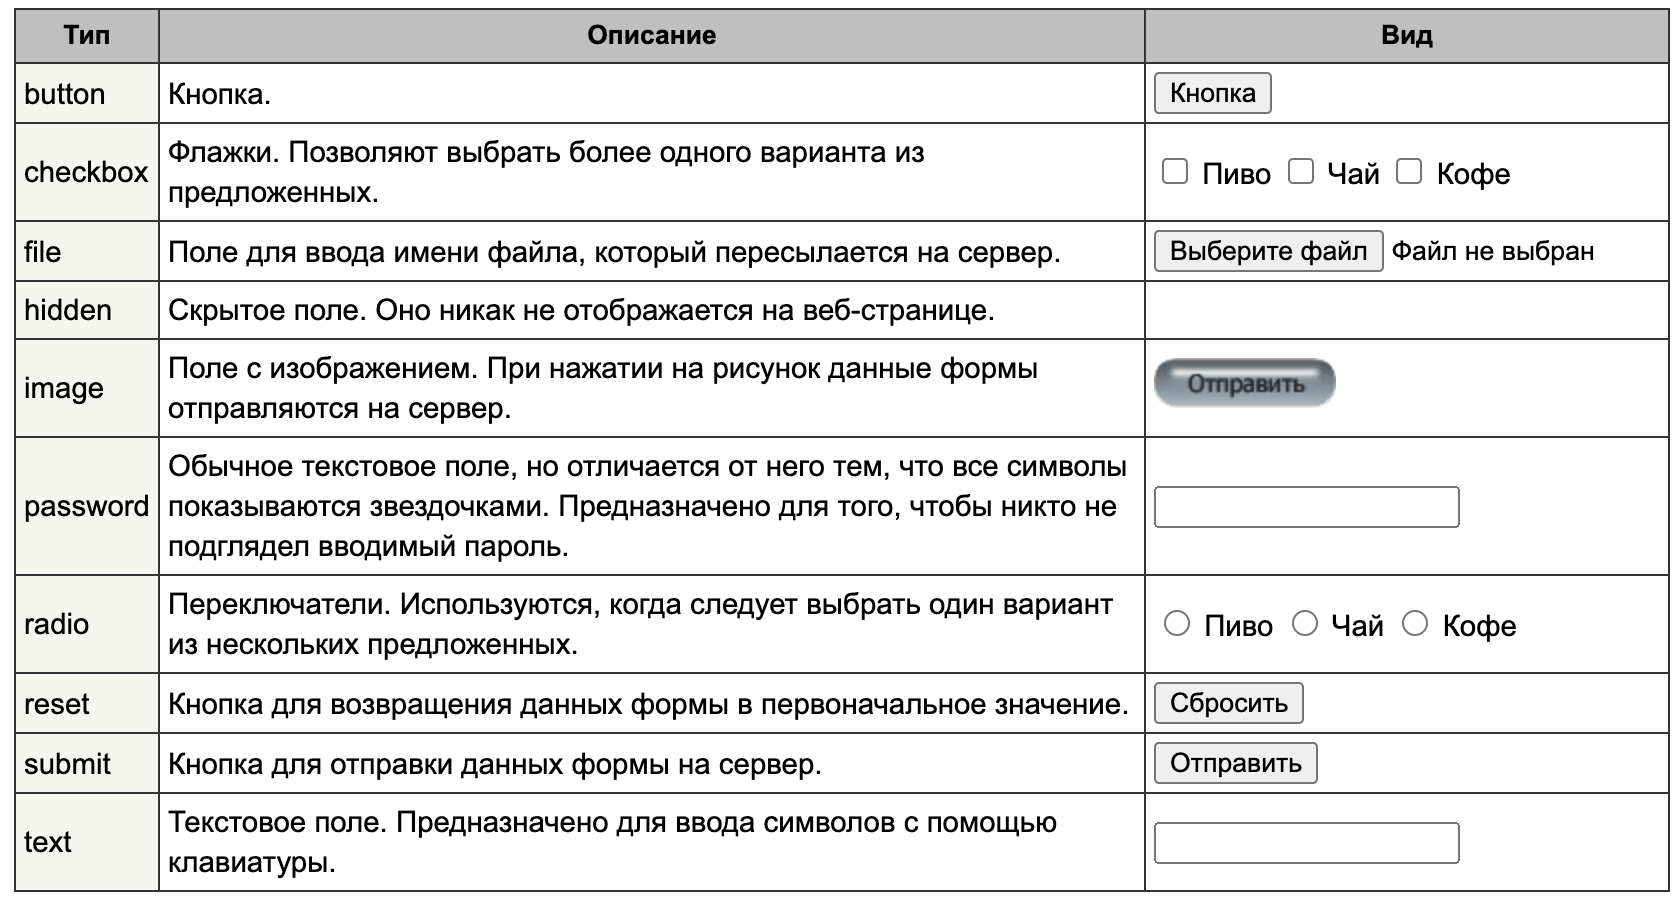 Тип Описание Вид
button Кнопка. Кнопка
checkbox Флажки. Позволяют выбрать более одного варианта из
предложенных. Пиво Чай Кофе
file Поле для ввода имени файла, который пересылается на сервер. Выберите файл Файл не выбран
hidden Скрытое поле. Оно никак не отображается на веб-странице.
image Поле с изображением. При нажатии на рисунок данные формы
отправляются на сервер. Отправить
password Обычное текстовое поле, но отличается от него тем, что все символы
показываются звездочками. Предназначено для того, чтобы никто не
подглядел вводимый пароль.
radio Переключатели. Используются, когда следует выбрать один вариант
из нескольких предложенных. Пиво Чай Кофе
reset Кнопка для возвращения данных формы в первоначальное значение. Сбросить
submit Кнопка для отправки данных формы на сервер. Отправить
text Текстовое поле. Предназначено для ввода символов с помощью
клавиатуры.